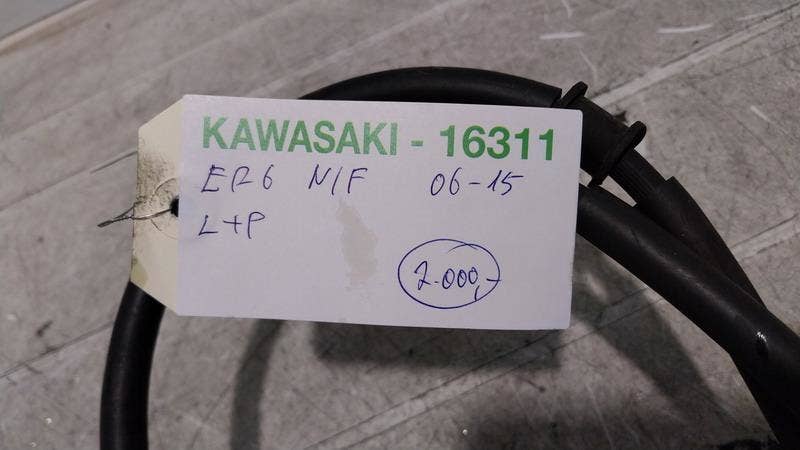 KAWASAKI - 16311
ER6 N/F 06-15
L+P
2.000,-